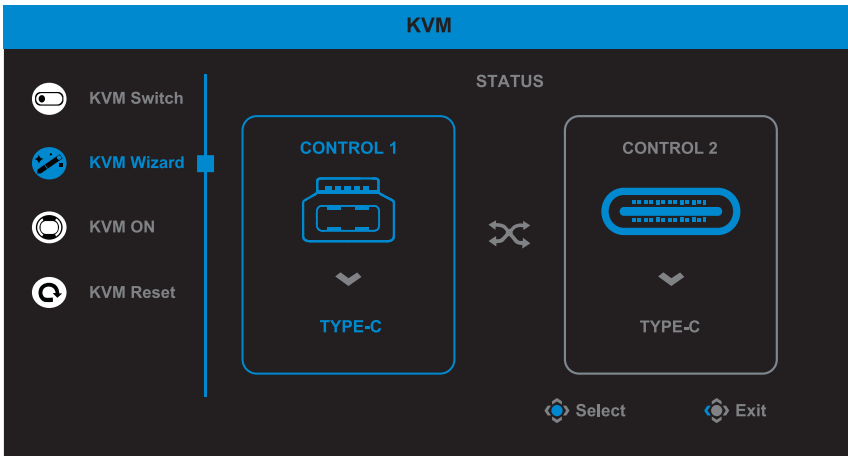 KVM
STATUS
KVM Switch
KVM Wizard
KVM ON
KVM Reset
CONTROL 1
TYPE-C
CONTROL 2
TYPE-C
Select
Exit